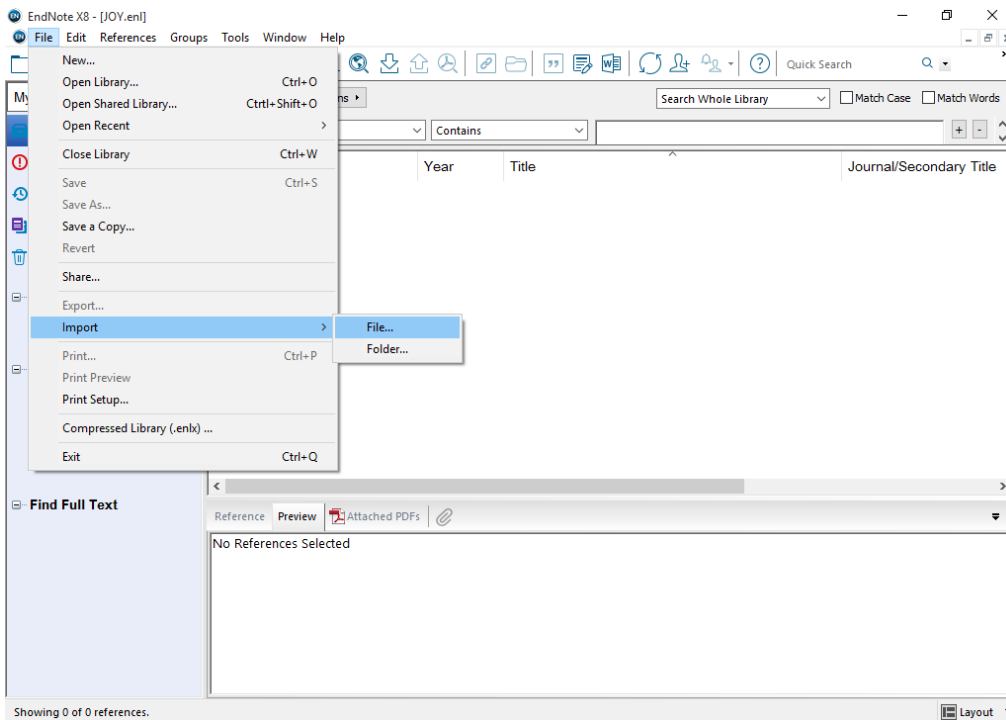 EndNote X8 - [JOY.enl]
File Edit References Groups Tools Window Help
New...
Open Library... Ctrl+O
Open Shared Library... Ctrtl+Shift+O
Open Recent
Close Library Ctrl+W
Save Ctrl+S
Save As...
Save a Copy...
Revert
Share...
Export...
Import
File...
Folder...
Print... Ctrl+P
Print Preview
Print Setup...
Compressed Library (.enlx) ...
Exit Ctrl+Q
Quick Search
My
ns
Search Whole Library
Match Case
Match Words
Contains
+ -
Year
Title
Journal/Secondary Title
Find Full Text
Reference Preview Attached PDFs
No References Selected
Showing 0 of 0 references.
Layout